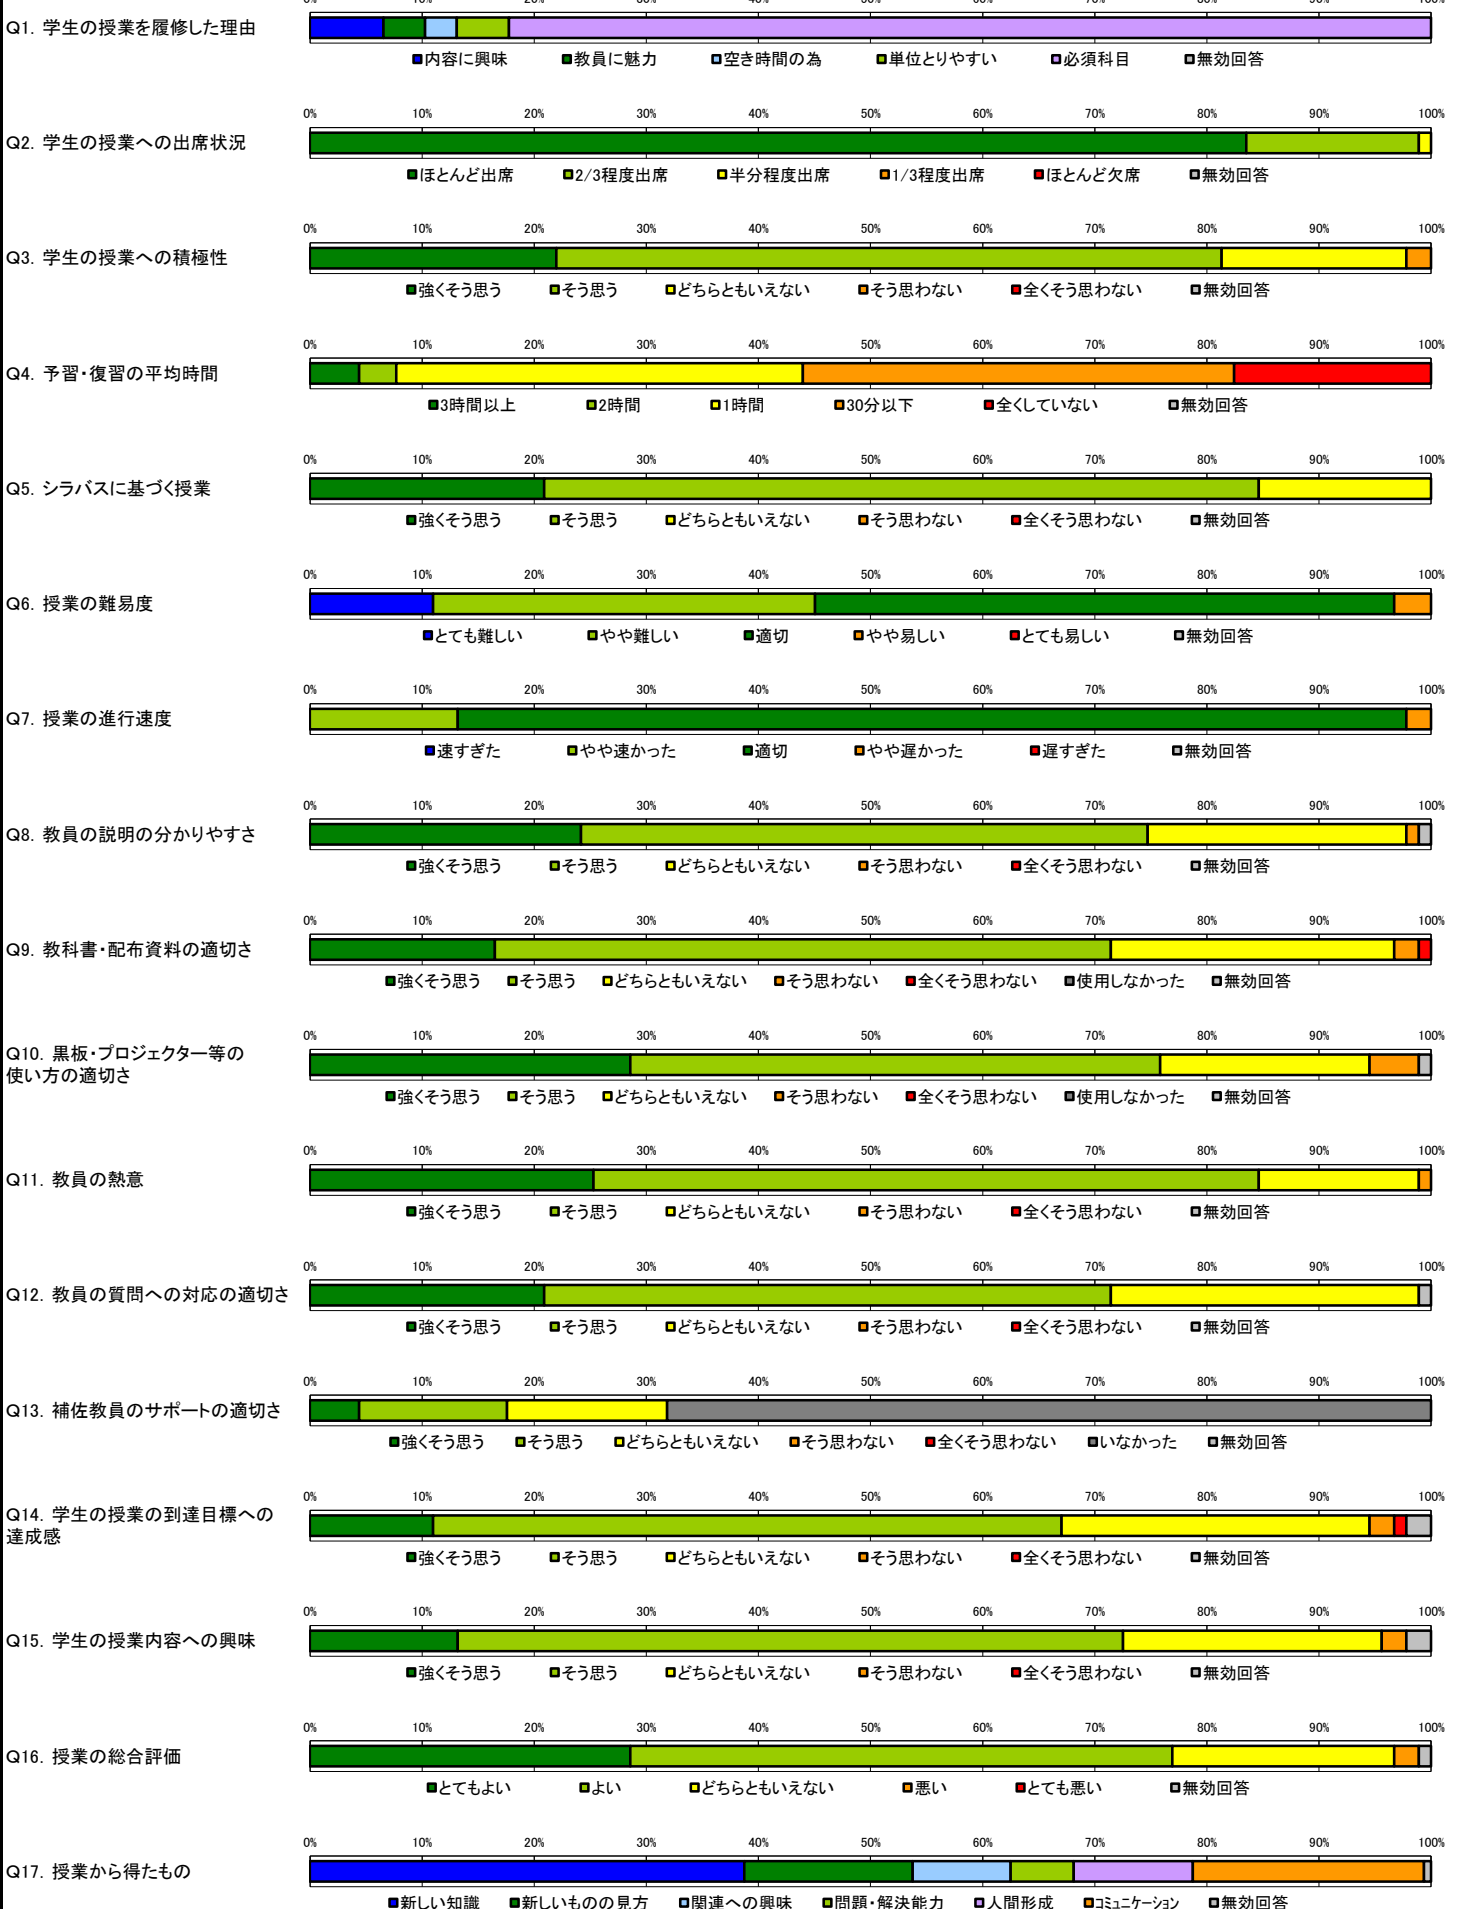 Q1. 学生の授業を履修した理由
■内容に興味 ■教員に魅力 □空き時間の為 □単位とりやすい □必須科目 □無効回答
0% 10% 20% 30% 40% 50% 60% 70% 80% 90% 100%
Q2. 学生の授業への出席状況
■ほとんど出席 ■2/3程度出席 □半分程度出席 ■1/3程度出席 ■ほとんど欠席 □無効回答
0% 10% 20% 30% 40% 50% 60% 70% 80% 90% 100%
Q3. 学生の授業への積極性
■強くそう思う ■そう思う □どちらともいえない ■そう思わない ■全くそう思わない □無効回答
0% 10% 20% 30% 40% 50% 60% 70% 80% 90% 100%
Q4. 予習・復習の平均時間
■3時間以上 □2時間 □1時間 ■30分以下 ■全くしていない □無効回答
0% 10% 20% 30% 40% 50% 60% 70% 80% 90% 100%
Q5. シラバスに基づく授業
■強くそう思う ■そう思う □どちらともいえない ■そう思わない ■全くそう思わない □無効回答
0% 10% 20% 30% 40% 50% 60% 70% 80% 90% 100%
Q6. 授業の難易度
■とても難しい □やや難しい ■適切 ■やや易しい ■とても易しい □無効回答
0% 10% 20% 30% 40% 50% 60% 70% 80% 90% 100%
Q7. 授業の進行速度
■速すぎた □やや速かった ■適切 ■やや遅かった ■遅すぎた □無効回答
0% 10% 20% 30% 40% 50% 60% 70% 80% 90% 100%
Q8. 教員の説明の分かりやすさ
■強くそう思う ■そう思う □どちらともいえない ■そう思わない ■全くそう思わない □無効回答
0% 10% 20% 30% 40% 50% 60% 70% 80% 90% 100%
Q9. 教科書・配布資料の適切さ
■強くそう思う ■そう思う □どちらともいえない ■そう思わない ■全くそう思わない ■使用しなかった □無効回答
0% 10% 20% 30% 40% 50% 60% 70% 80% 90% 100%
Q10. 黒板・プロジェクター等の
使い方の適切さ
■強くそう思う ■そう思う □どちらともいえない ■そう思わない ■全くそう思わない ■使用しなかった □無効回答
0% 10% 20% 30% 40% 50% 60% 70% 80% 90% 100%
Q11. 教員の熱意
■強くそう思う ■そう思う □どちらともいえない ■そう思わない ■全くそう思わない □無効回答
0% 10% 20% 30% 40% 50% 60% 70% 80% 90% 100%
Q12. 教員の質問への対応の適切さ
■強くそう思う ■そう思う □どちらともいえない ■そう思わない ■全くそう思わない □無効回答
0% 10% 20% 30% 40% 50% 60% 70% 80% 90% 100%
Q13. 補佐教員のサポートの適切さ
■強くそう思う ■そう思う □どちらともいえない ■そう思わない ■全くそう思わない ■いなかった □無効回答
0% 10% 20% 30% 40% 50% 60% 70% 80% 90% 100%
Q14. 学生の授業の到達目標への
達成感
■強くそう思う ■そう思う □どちらともいえない ■そう思わない ■全くそう思わない □無効回答
0% 10% 20% 30% 40% 50% 60% 70% 80% 90% 100%
Q15. 学生の授業内容への興味
■強くそう思う ■そう思う □どちらともいえない ■そう思わない ■全くそう思わない □無効回答
0% 10% 20% 30% 40% 50% 60% 70% 80% 90% 100%
Q16. 授業の総合評価
■とてもよい □よい □どちらともいえない ■悪い ■とても悪い □無効回答
0% 10% 20% 30% 40% 50% 60% 70% 80% 90% 100%
Q17. 授業から得たもの
■新しい知識 ■新しいものの見方 □関連への興味 □問題・解決能力 □人間形成 ■コミュニケーション □無効回答